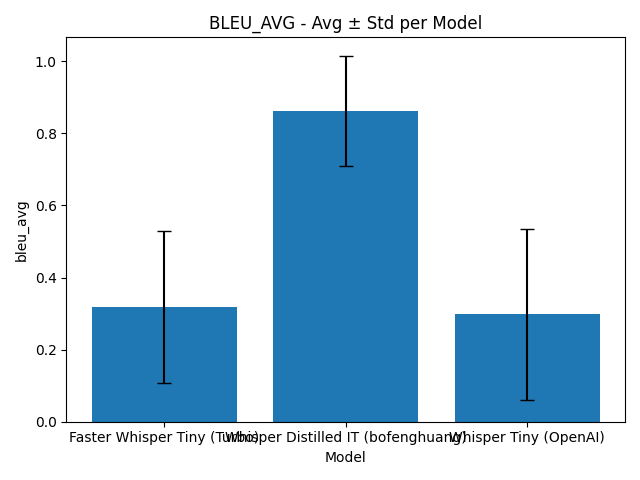 BLEU_AVG - Avg ± Std per Model
1.0
0.8
0.6
0.4
0.2
0.0
bleu_avg
Faster Whisper Tiny (Turbo)
Whisper Distilled IT (bofenghuang)
Whisper Tiny (OpenAI)
Model